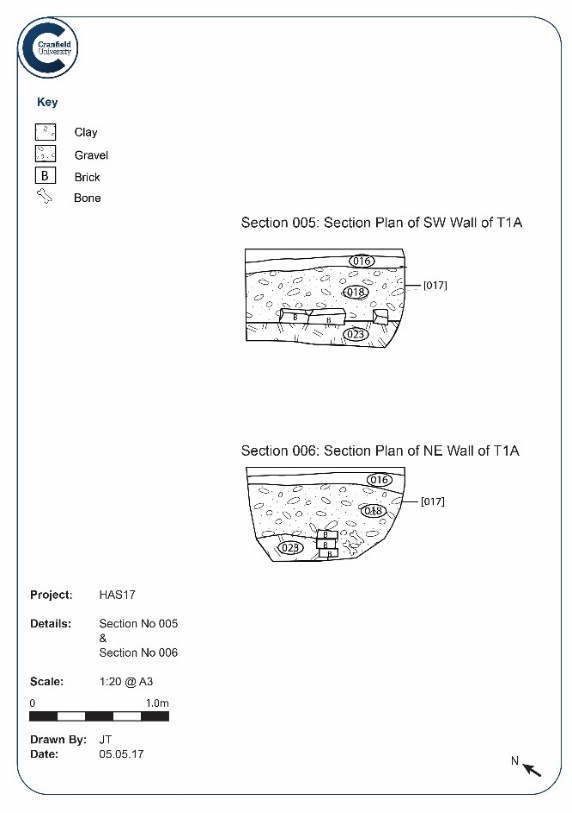 Cranfield
University
Key
Clay
Gravel
B Brick
Bone
Section 005: Section Plan of SW Wall of T1A
016
[017]
018
B B
023
Section 006: Section Plan of NE Wall of T1A
016
[017]
018
B
B
B
023
Project: HAS17
Details: Section No 005
&
Section No 006
Scale: 1:20 @ A3
0 1.0m
Drawn By: JT
Date: 05.05.17
N